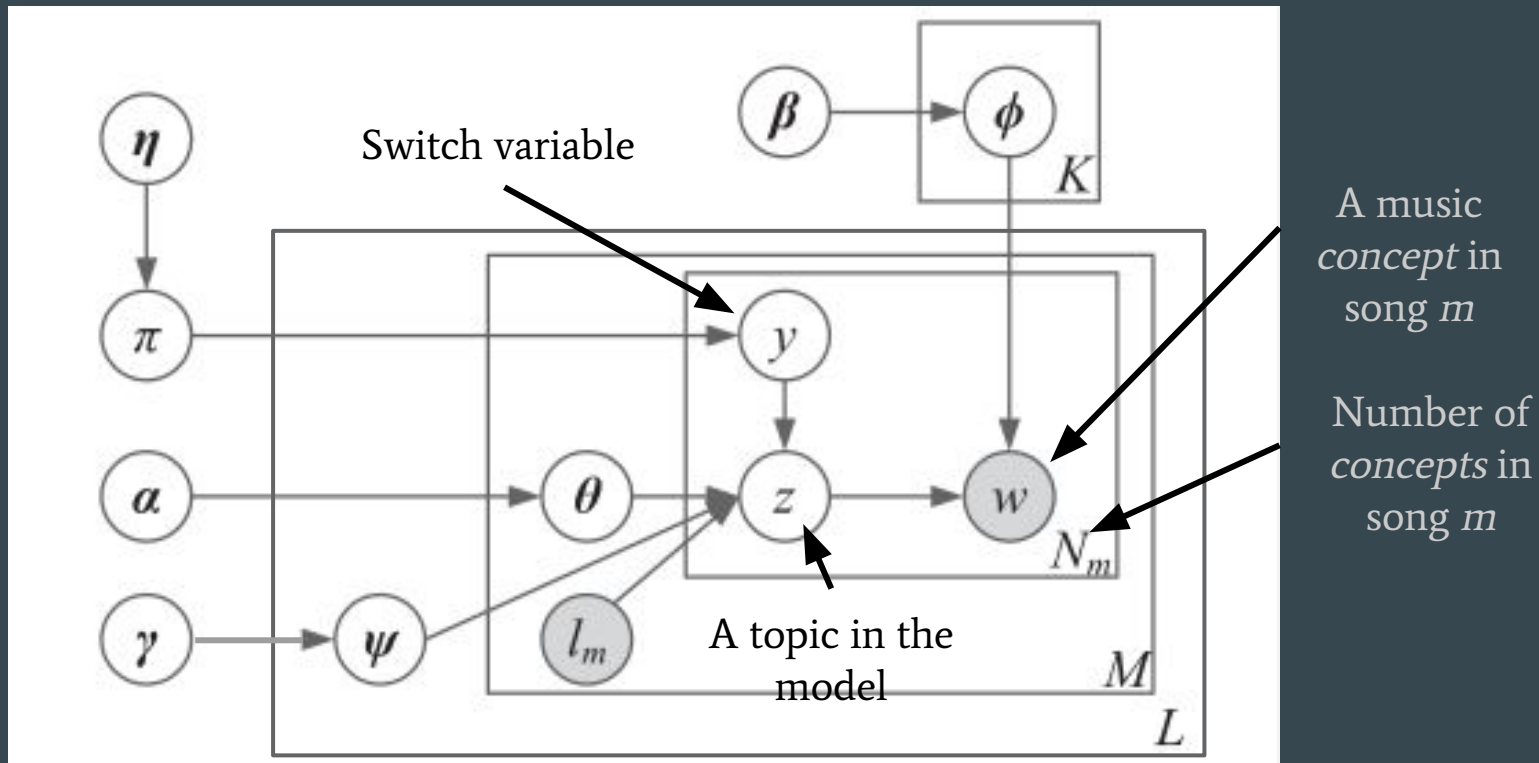 β
ϕ
η
Switch variable
K
A music
concept in
song m
π
y
Number of
concepts in
song m
α
θ
z
w
N_m
γ
ψ
l_m
A topic in the
model
M
L